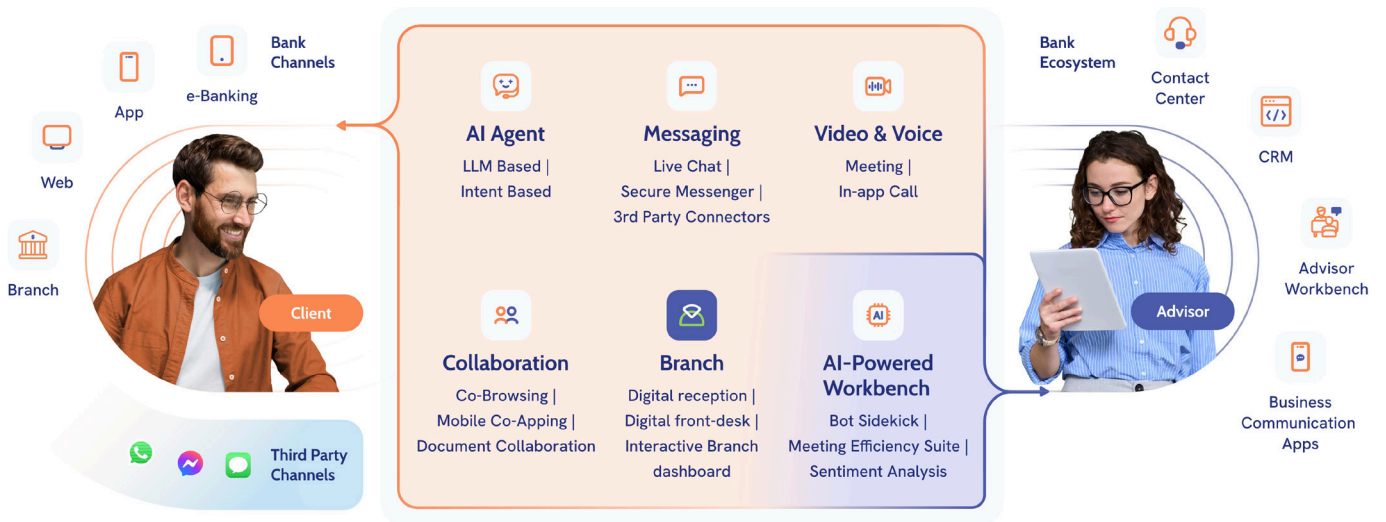 Bank
Channels
e-Banking
App
Web
Branch
Client
Third Party
Channels
AI Agent
LLM Based |
Intent Based
Messaging
Live Chat |
Secure Messenger |
3rd Party Connectors
Video & Voice
Meeting |
In-app Call
Collaboration
Co-Browsing |
Mobile Co-Apping |
Document Collaboration
Branch
Digital reception |
Digital front-desk |
Interactive Branch
dashboard
AI
AI-Powered
Workbench
Bot Sidekick |
Meeting Efficiency Suite |
Sentiment Analysis
Bank
Ecosystem
Contact
Center
</>
CRM
Advisor
Workbench
Advisor
Business
Communication
Apps